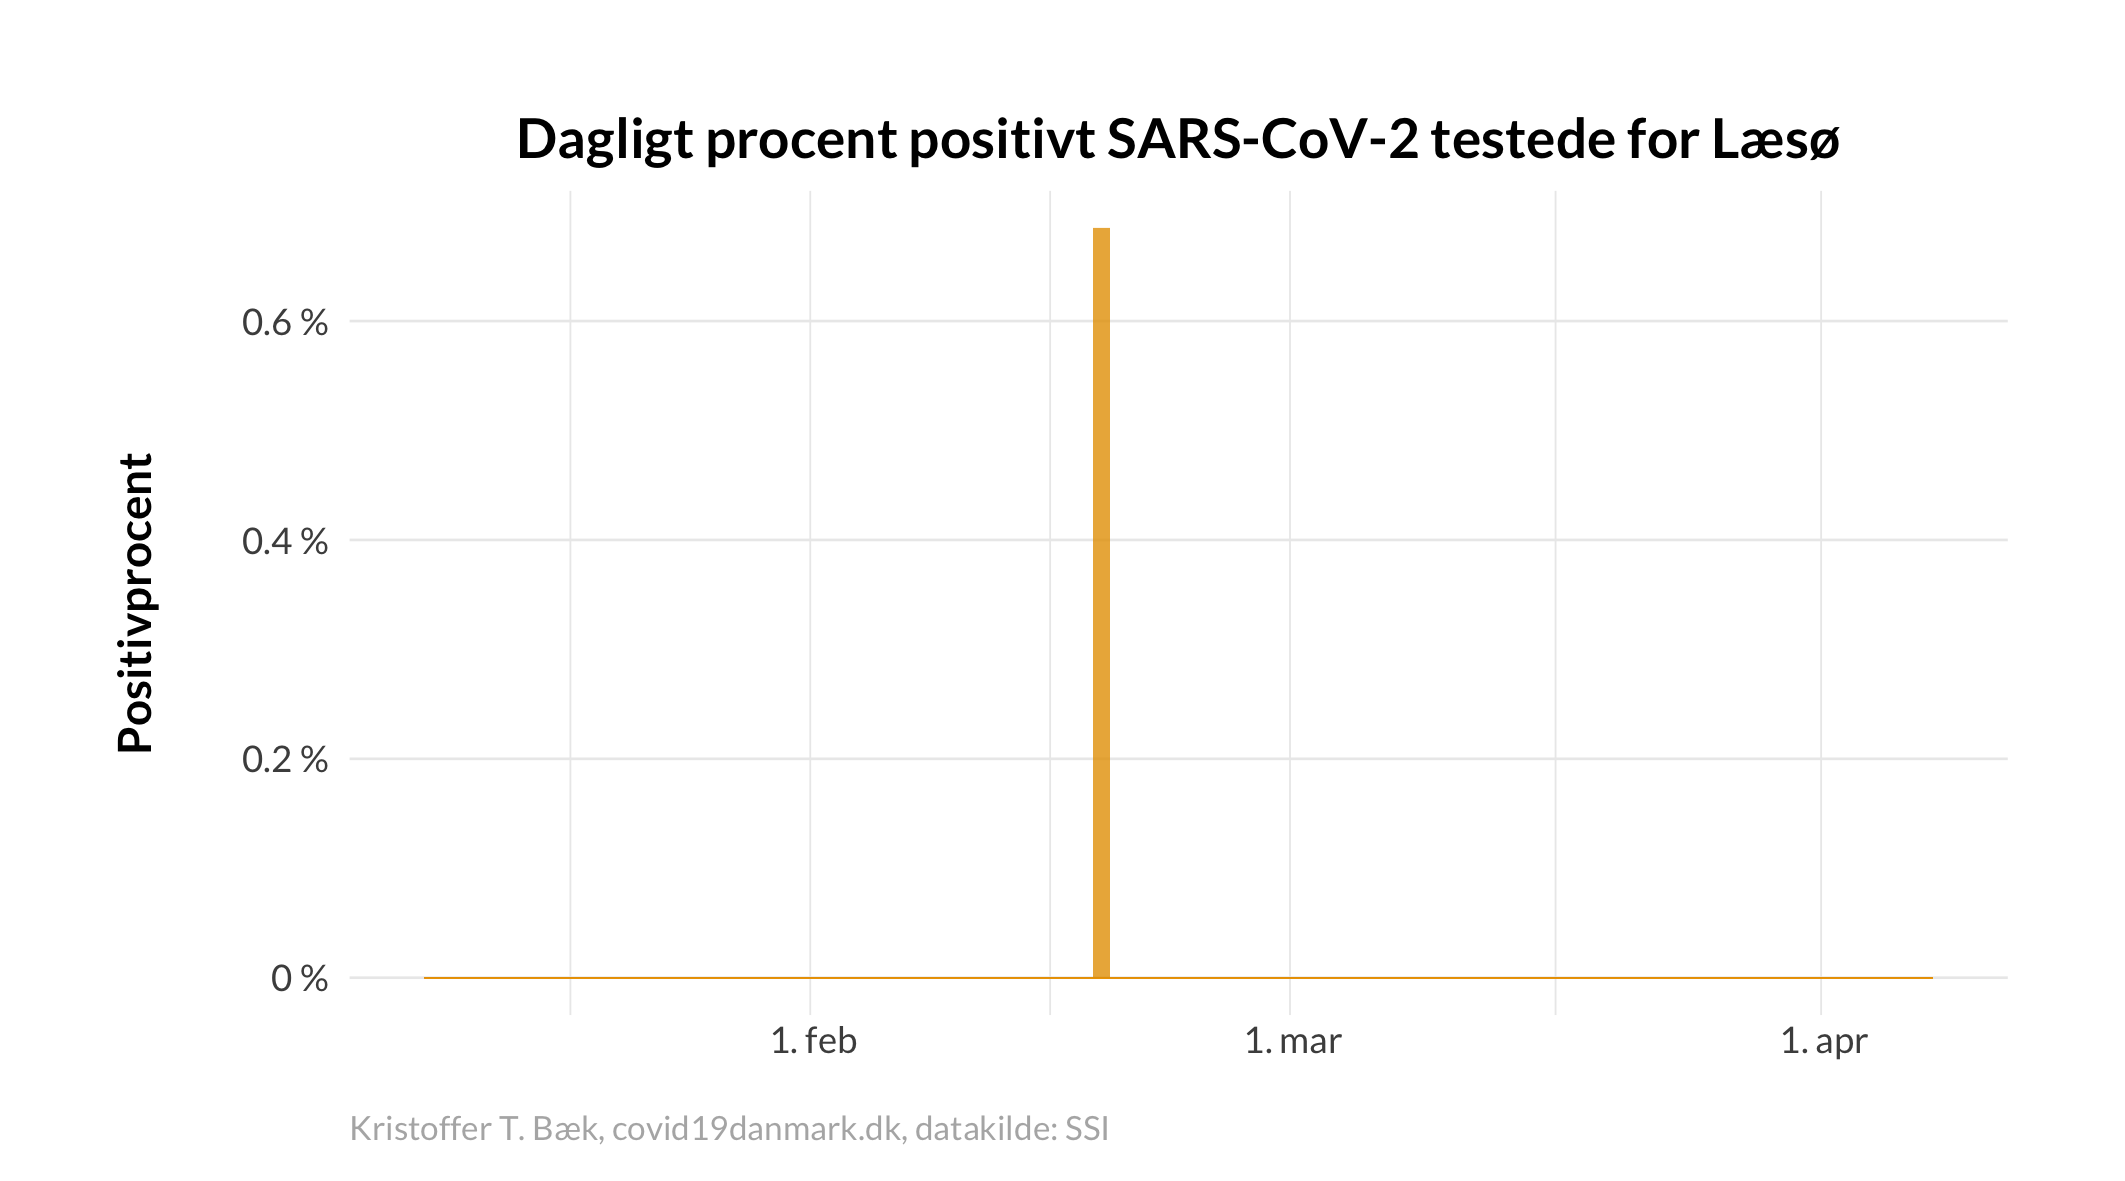 Dagligt procent positivt SARS-CoV-2 testede for Læsø
Positivprocent
0.6 %
0.4 %
0.2 %
0 %
1. feb
1. mar
1. apr
Kristoffer T. Bæk, covid19danmark.dk, datakilde: SSI